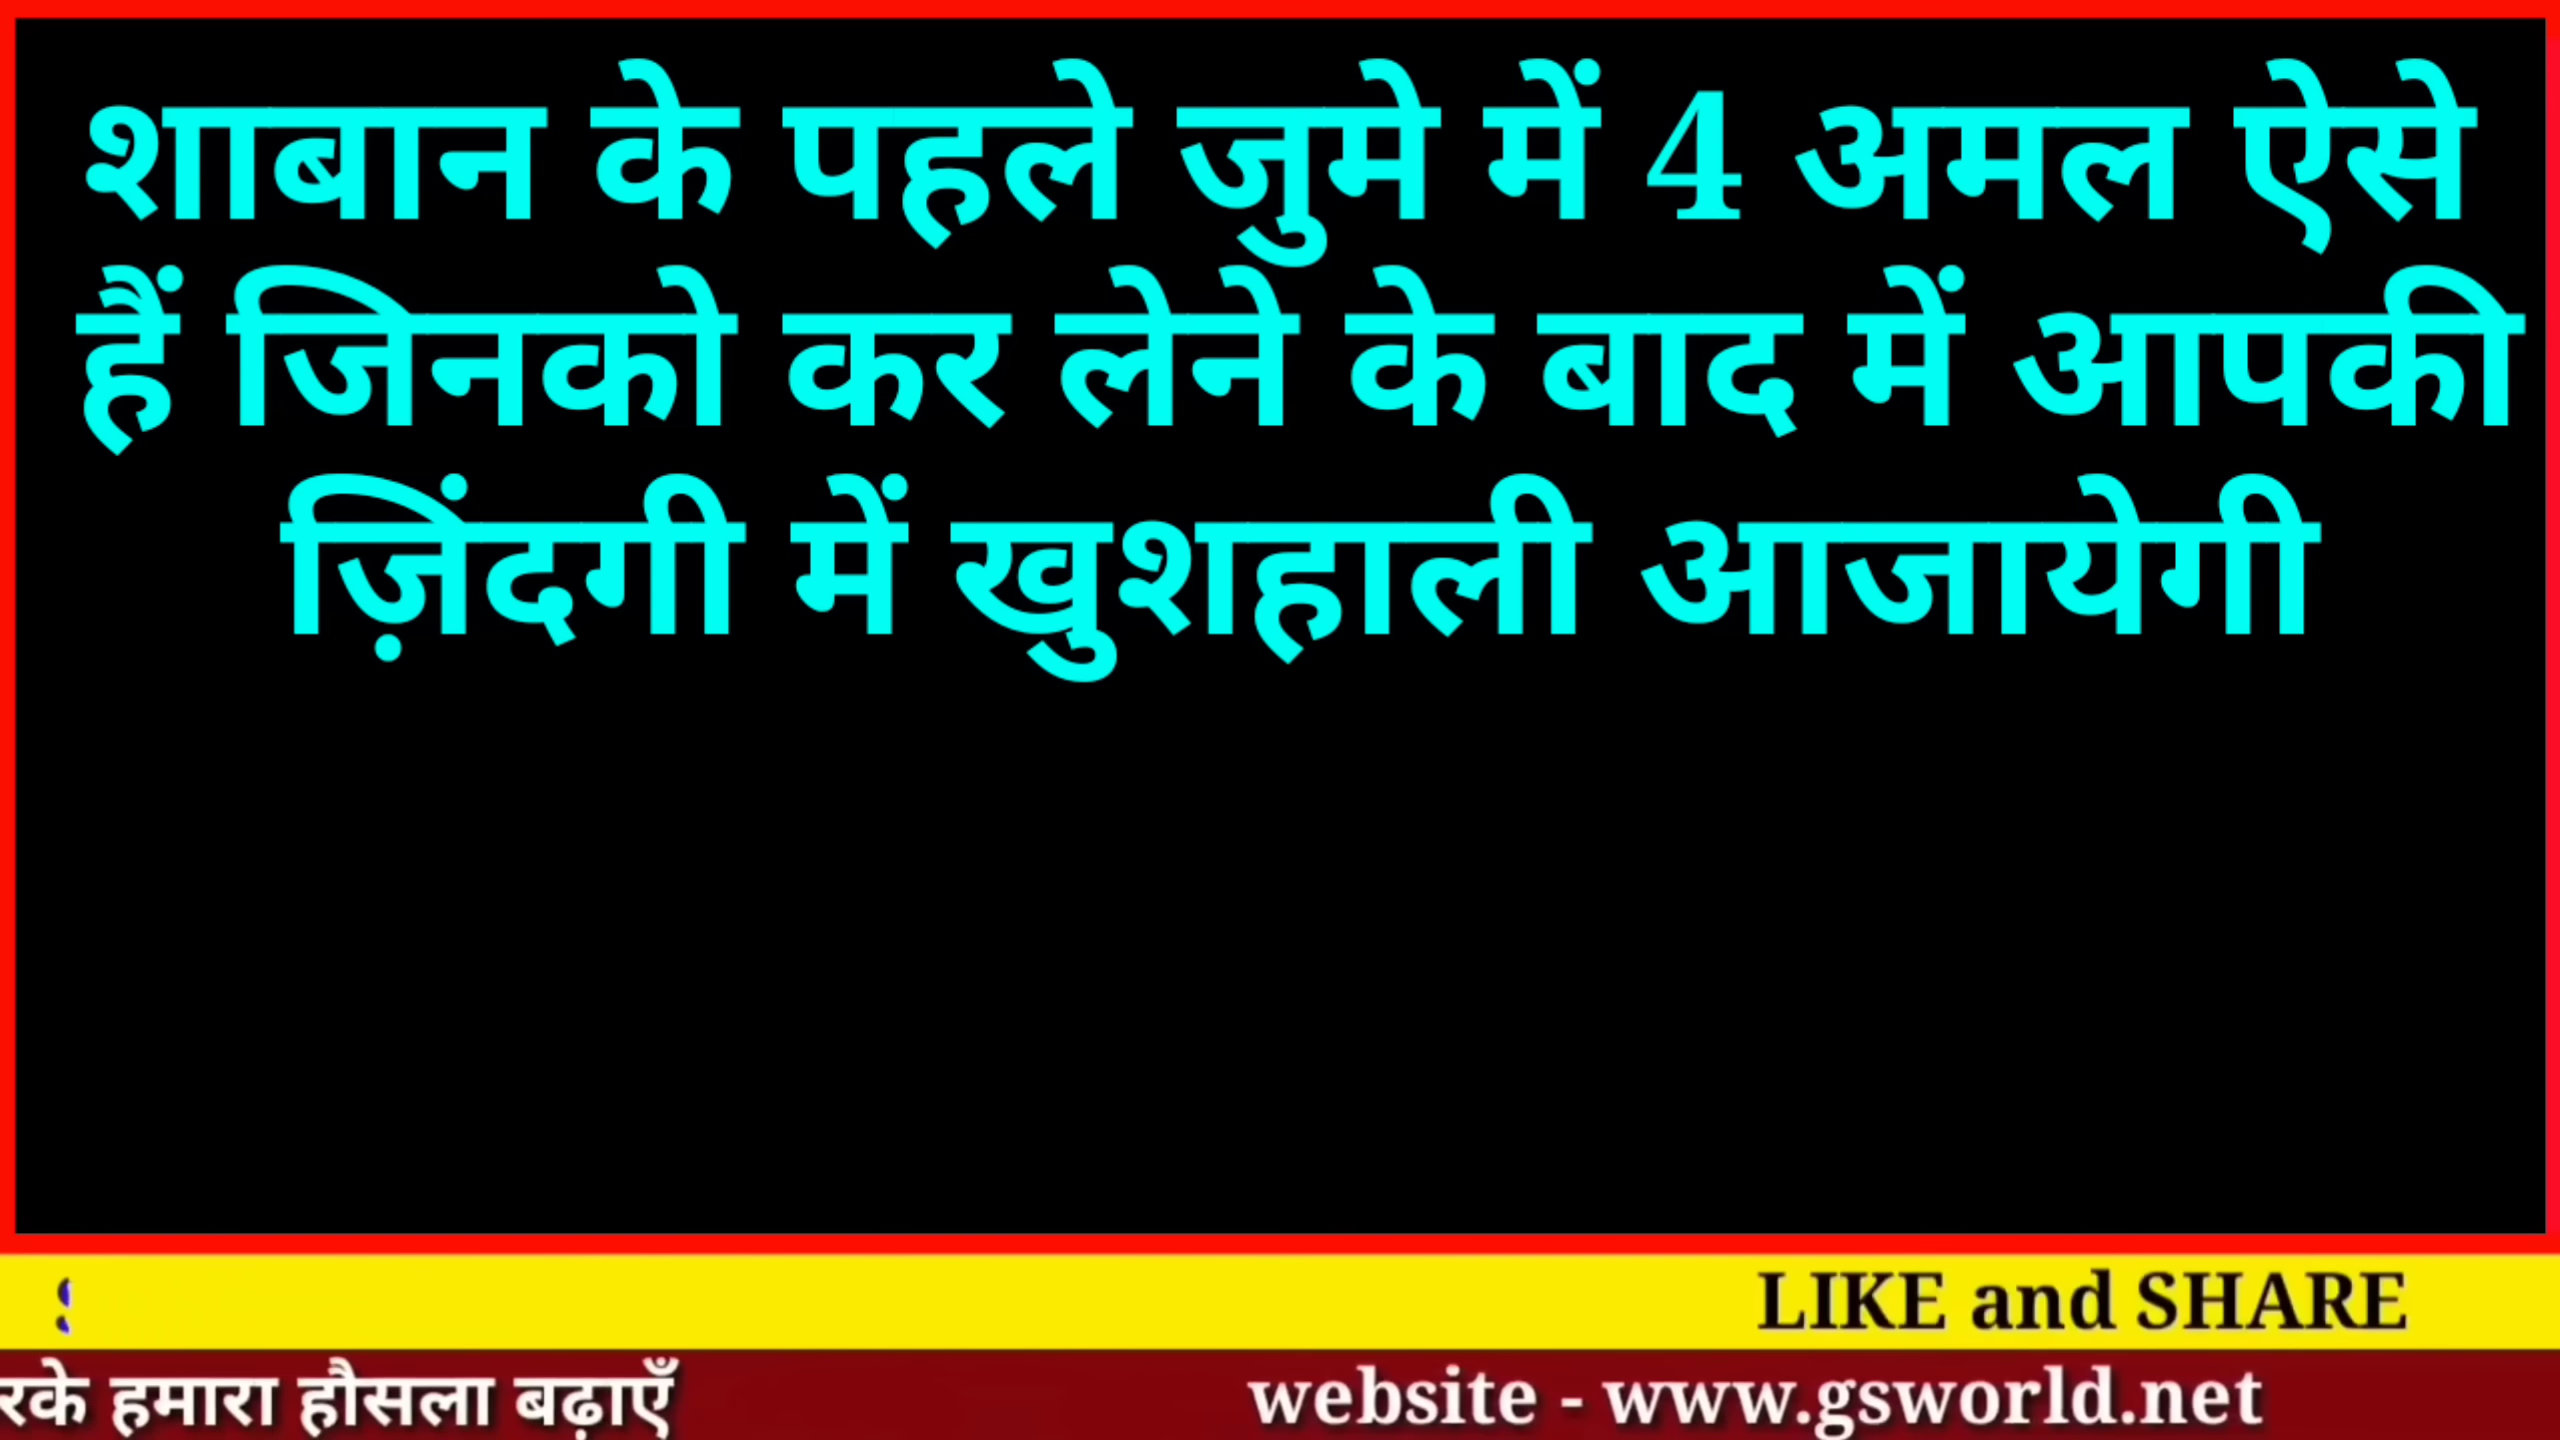 शाबान के पहले जुमे में 4 अमल ऐसे
हैं जिनको कर लेने के बाद में आपकी
ज़िंदगी में खुशहाली आजायेगी
LIKE and SHARE
हमारा हौसला बढ़ाएँ website - www.gsworld.net